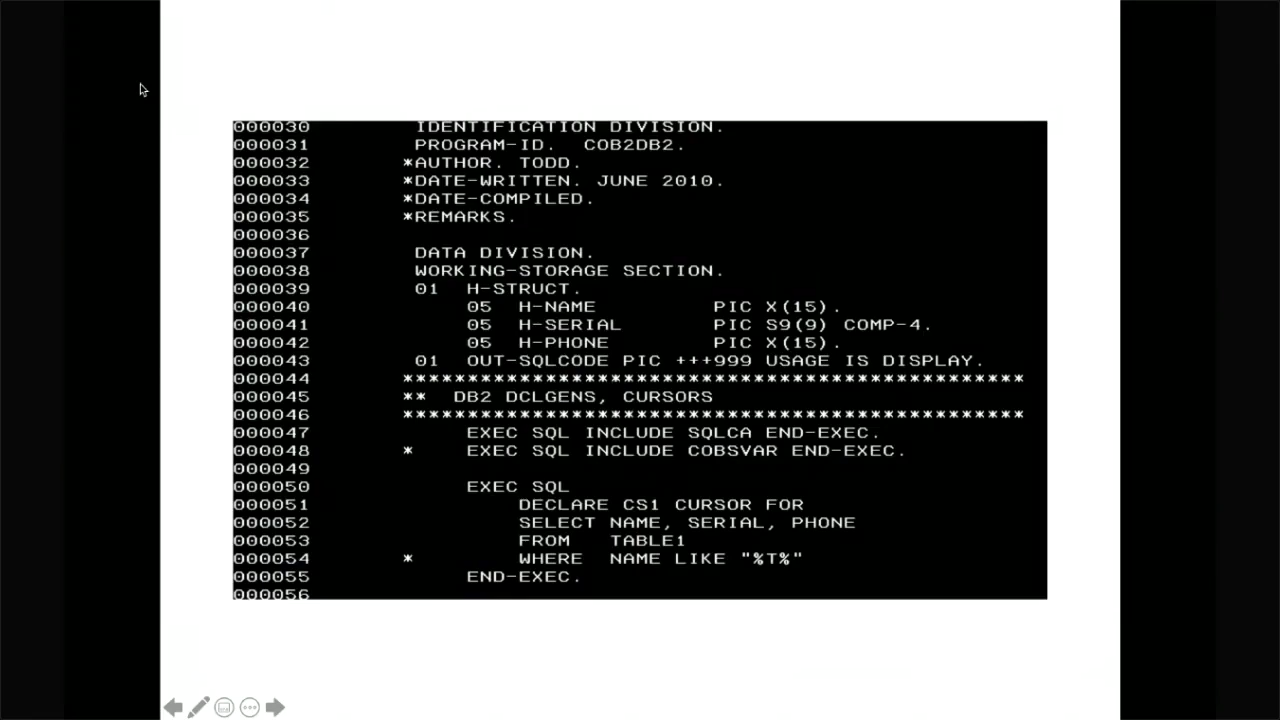 000030 IDENTIFICATION DIVISION.
000031 PROGRAM-ID. COB2DB2.
000032 *AUTHOR. TODD.
000033 *DATE-WRITTEN. JUNE 2010.
000034 *DATE-COMPILED.
000035 *REMARKS.
000036
000037 DATA DIVISION.
000038 WORKING-STORAGE SECTION.
000039 01 H-STRUCT.
000040 05 H-NAME PIC X(15).
000041 05 H-SERIAL PIC S9(9) COMP-4.
000042 05 H-PHONE PIC X(15).
000043 01 OUT-SQLCODE PIC +++999 USAGE IS DISPLAY.
000044 ************************************************
000045 ** DB2 DCLGENS, CURSORS
000046 ************************************************
000047 EXEC SQL INCLUDE SQLCA END-EXEC.
000048 * EXEC SQL INCLUDE COBSVAR END-EXEC.
000049
000050 EXEC SQL
000051 DECLARE CS1 CURSOR FOR
000052 SELECT NAME, SERIAL, PHONE
000053 FROM TABLE1
000054 * WHERE NAME LIKE "%T%"
000055 END-EXEC.
000056